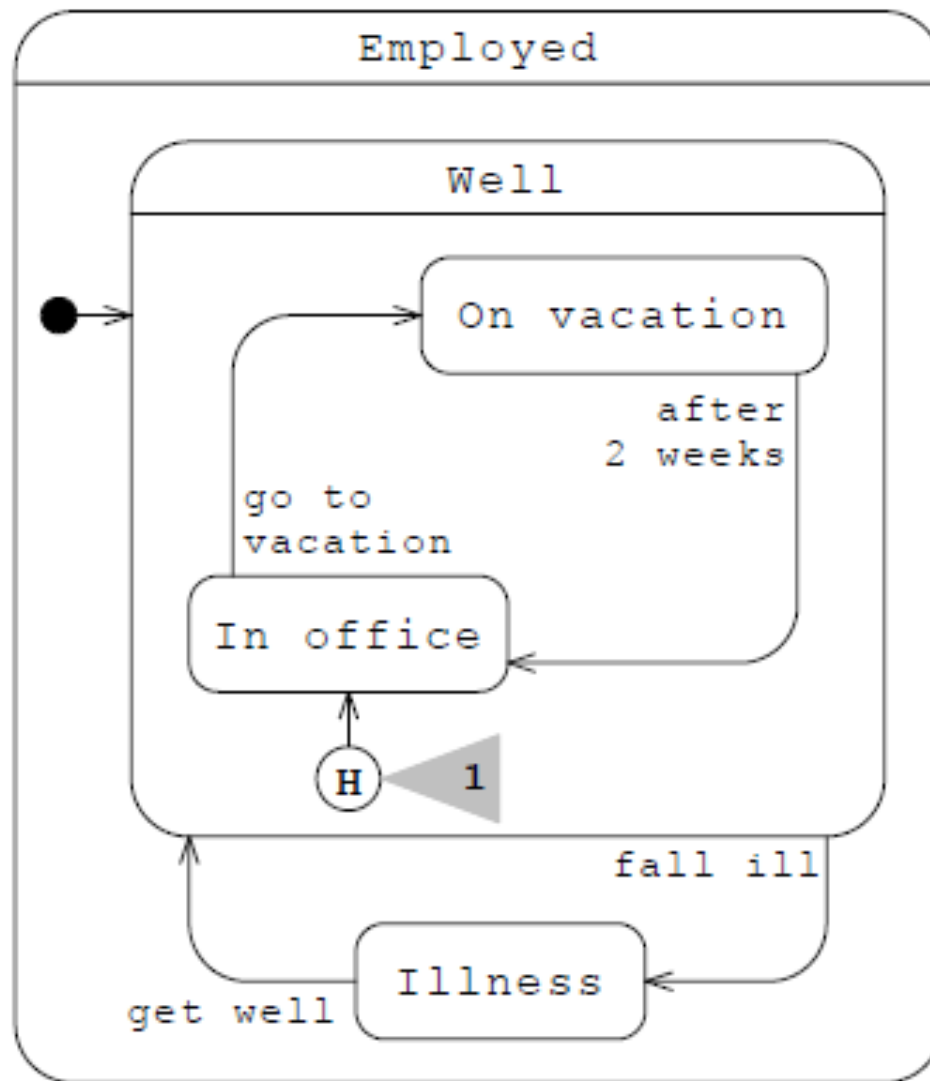 Employed
Well
On vacation
after
2 weeks
go to
vacation
In office
H
1
fall ill
Illness
get well